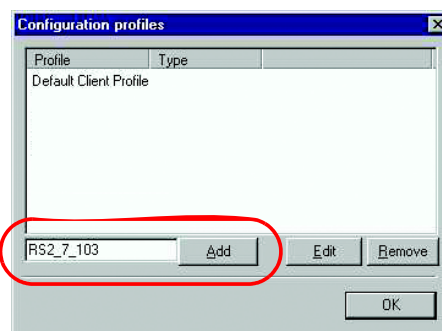 Configuration profiles
Profile Type
Default Client Profile
RS2_7_103 Add Edit Remove
OK